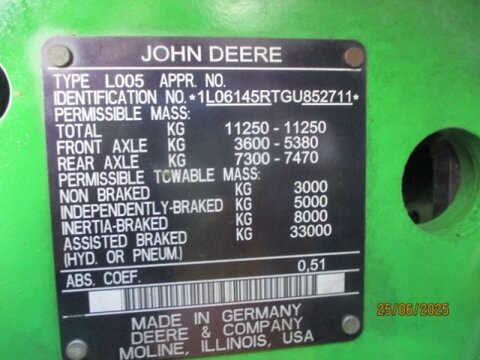 JOHN DEERE
TYPE L005 APPR. NO.
IDENTIFICATION NO.*1L06145RTGU852711*
PERMISSIBLE MASS:
TOTAL KG 11250 - 11250
FRONT AXLE KG 3600 - 5380
REAR AXLE KG 7300 - 7470
PERMISSIBLE TOWABLE MASS:
NON BRAKED KG 3000
INDEPENDENTLY-BRAKED KG 5000
INERTIA-BRAKED KG 8000
ASSISTED BRAKED KG 33000
(HYD. OR PNEUM.)
ABS. COEF. 0,51
MADE IN GERMANY
DEERE & COMPANY
MOLINE, ILLINOIS, USA
25/06/2025